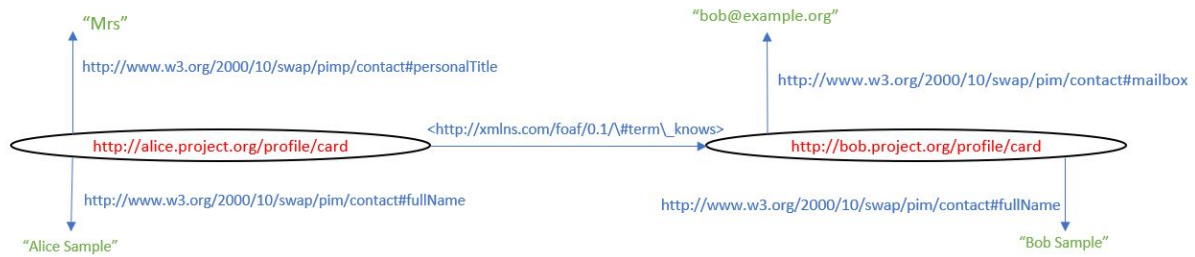 “Mrs”
“bob@example.org”
http://www.w3.org/2000/10/swap/pimp/contact#personalTitle
http://www.w3.org/2000/10/swap/pim/contact#mailbox
<http://xmlns.com/foaf/0.1/\#term\_knows>
http://alice.project.org/profile/card
http://bob.project.org/profile/card
http://www.w3.org/2000/10/swap/pim/contact#fullName
http://www.w3.org/2000/10/swap/pim/contact#fullName
“Alice Sample”
“Bob Sample”